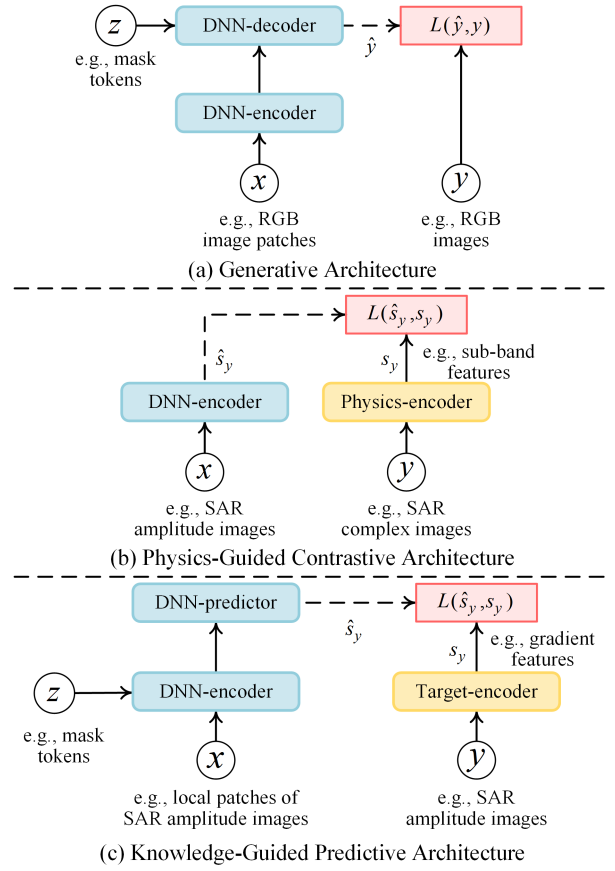 z
DNN-decoder
ŷ
L(ŷ,y)
e.g., mask
tokens
DNN-encoder
x
y
e.g., RGB
image patches
e.g., RGB
images
(a) Generative Architecture
L(ŝ_y,s_y)
ŝ_y
s_y
e.g., sub-band
features
DNN-encoder
Physics-encoder
x
y
e.g., SAR
amplitude images
e.g., SAR
complex images
(b) Physics-Guided Contrastive Architecture
DNN-predictor
ŝ_y
L(ŝ_y,s_y)
s_y
e.g., gradient
features
z
DNN-encoder
Target-encoder
e.g., mask
tokens
x
y
e.g., local patches of
SAR amplitude images
e.g., SAR
amplitude images
(c) Knowledge-Guided Predictive Architecture